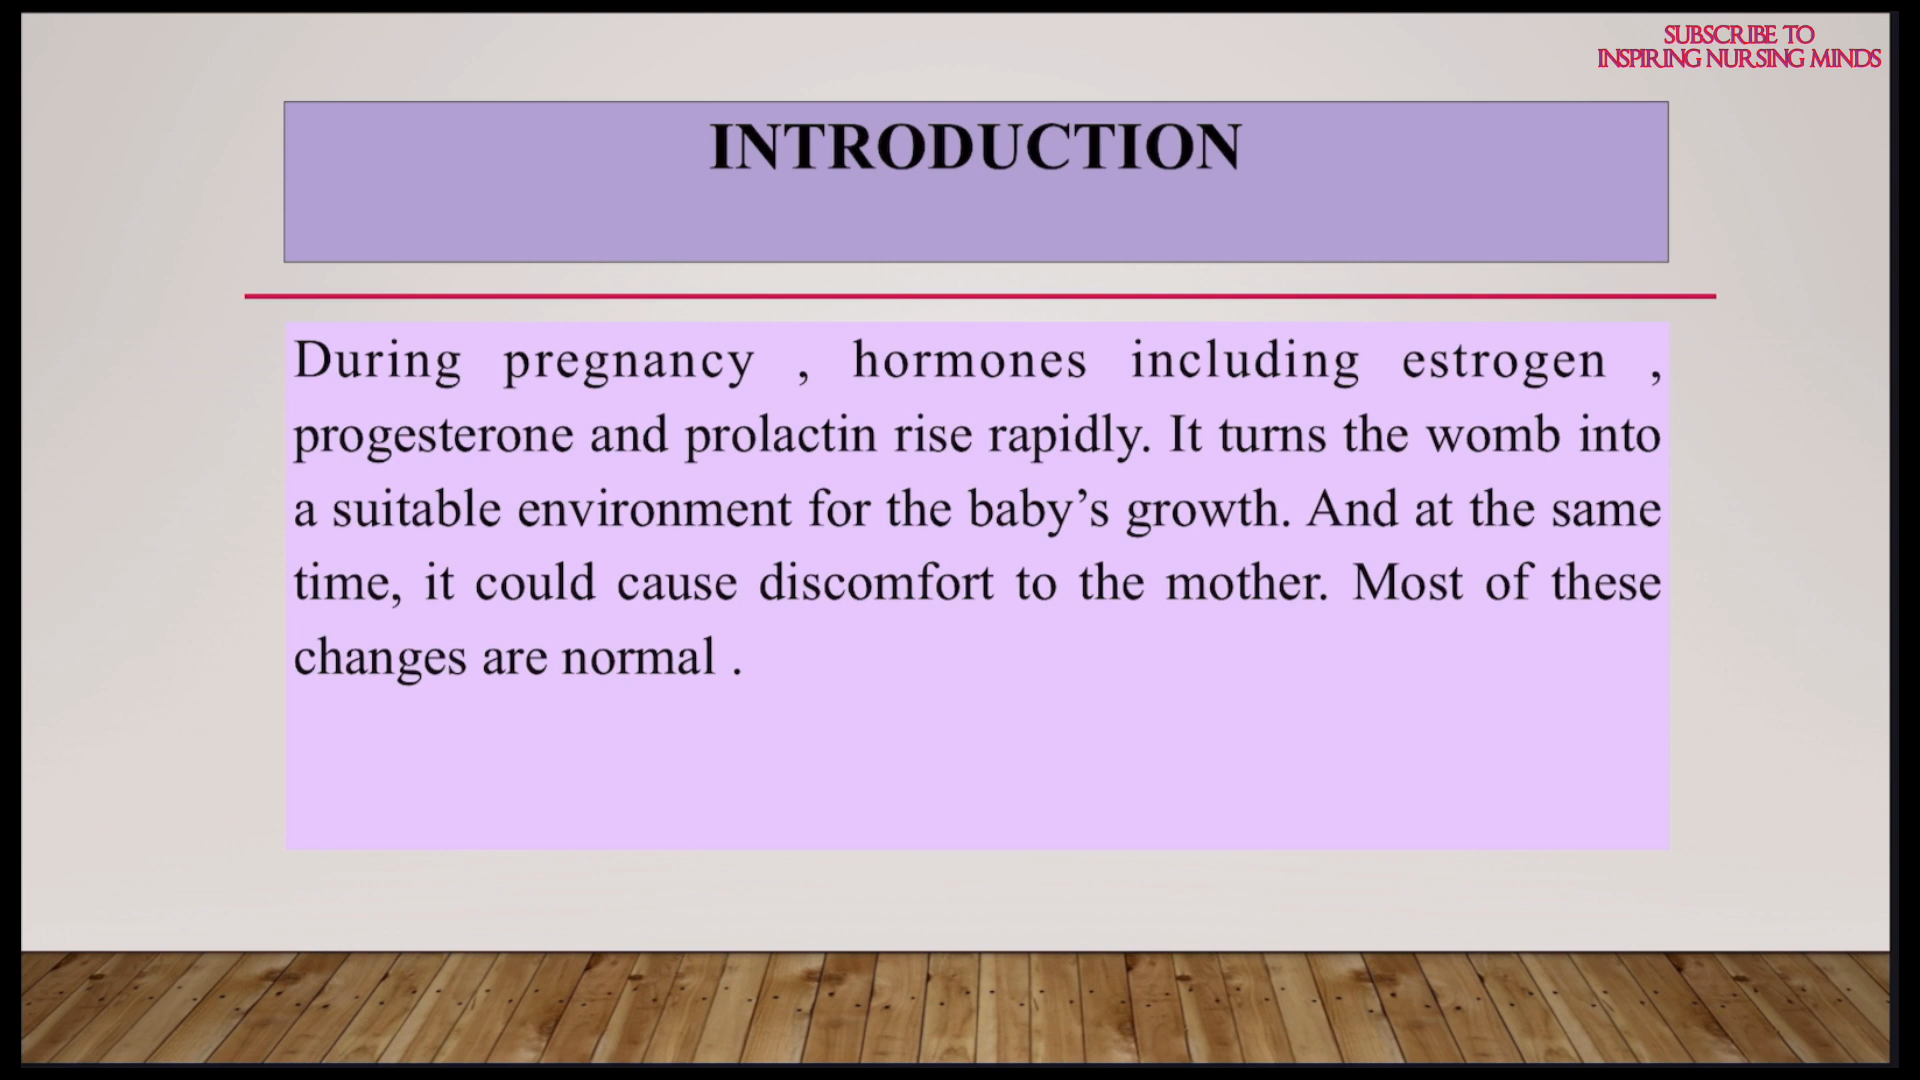 SUBSCRIBE TO
INSPIRING NURSING MINDS
INTRODUCTION
During pregnancy , hormones including estrogen ,
progesterone and prolactin rise rapidly. It turns the womb into
a suitable environment for the baby’s growth. And at the same
time, it could cause discomfort to the mother. Most of these
changes are normal .